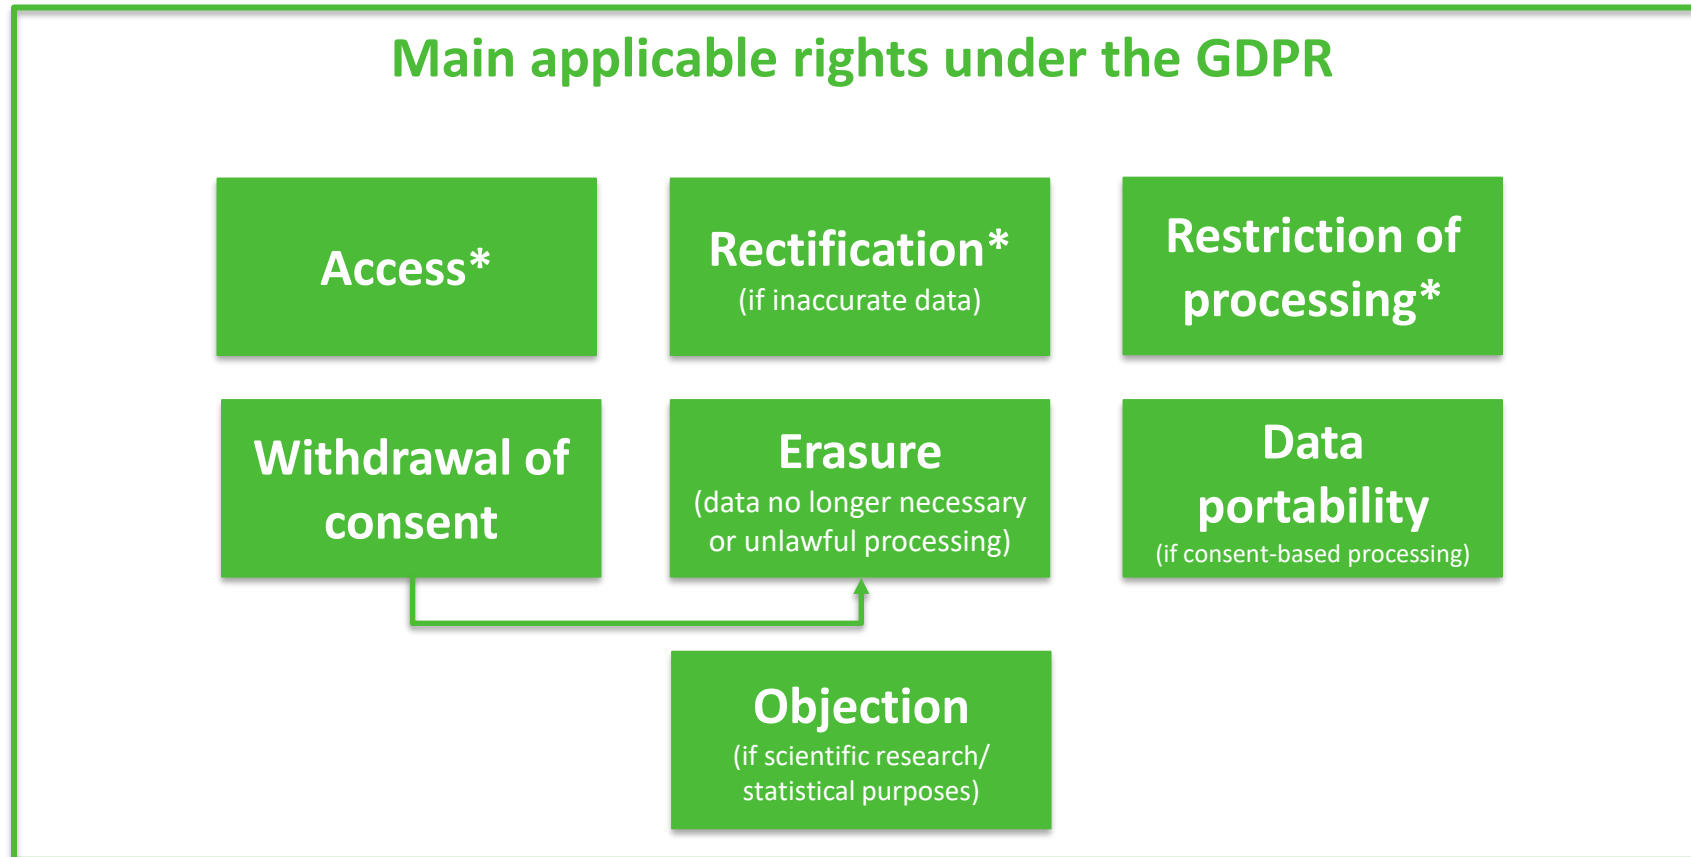 Main applicable rights under the GDPR
Access*
Rectification*
(if inaccurate data)
Restriction of
processing*
Withdrawal of
consent
Erasure
(data no longer necessary
or unlawful processing)
Data
portability
(if consent-based processing)
Objection
(if scientific research/
statistical purposes)